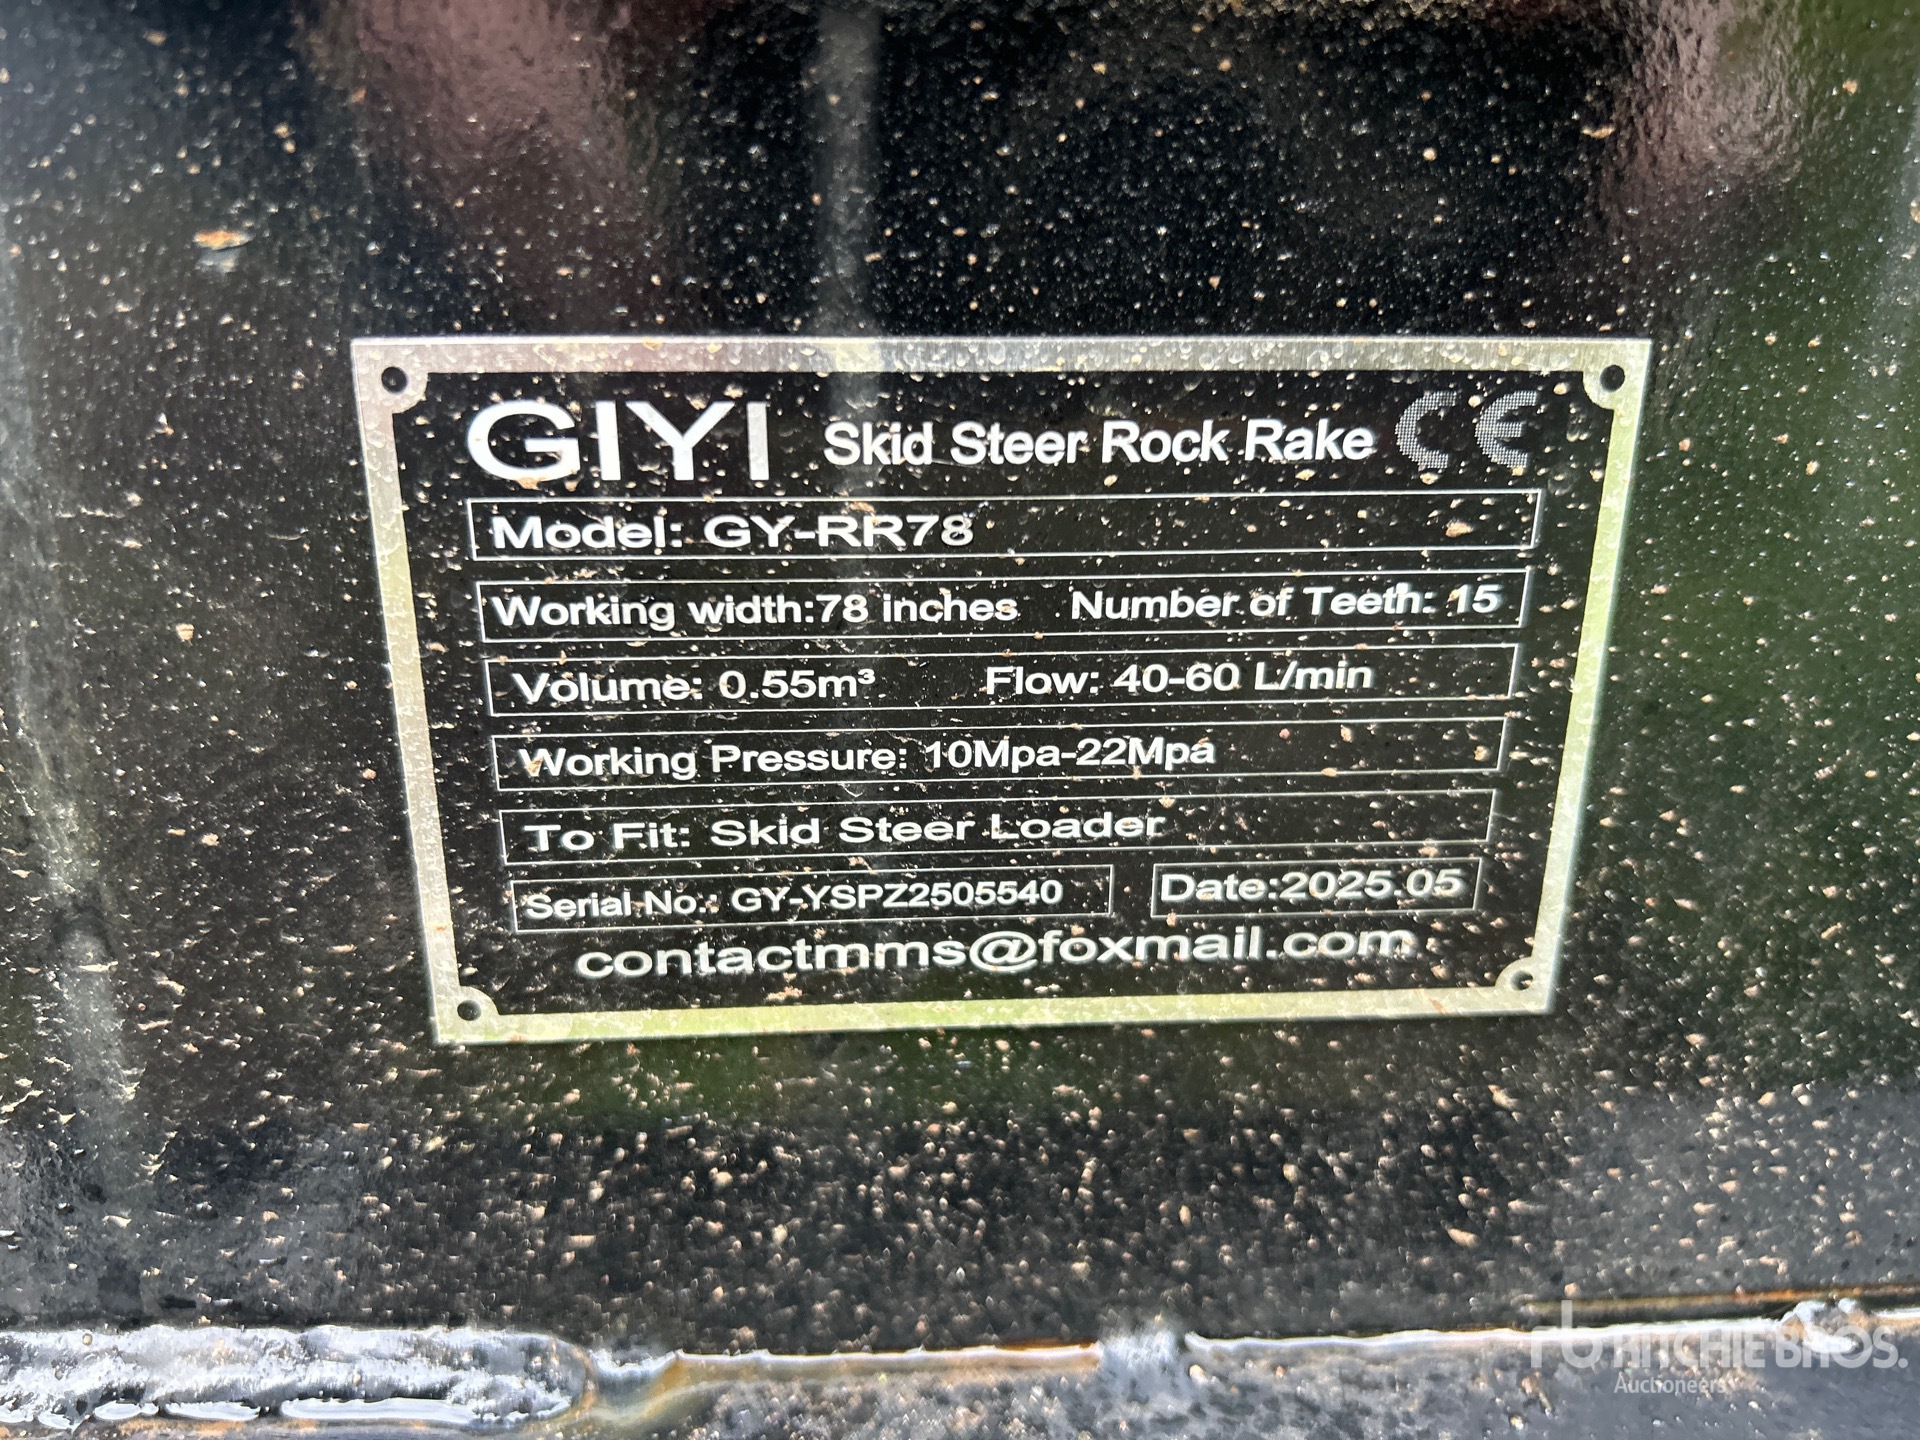 GIYI Skid Steer Rock Rake CE
Model: GY-RR78
Working width:78 inches Number of Teeth: 15
Volume: 0.55m³ Flow: 40-60 L/min
Working Pressure: 10Mpa-22Mpa
To Fit: Skid Steer Loader
Serial No.: GY-YSPZ2505540 Date:2025.05
contactmms@foxmail.com
rb RITCHIE BROS.
Auctioneers